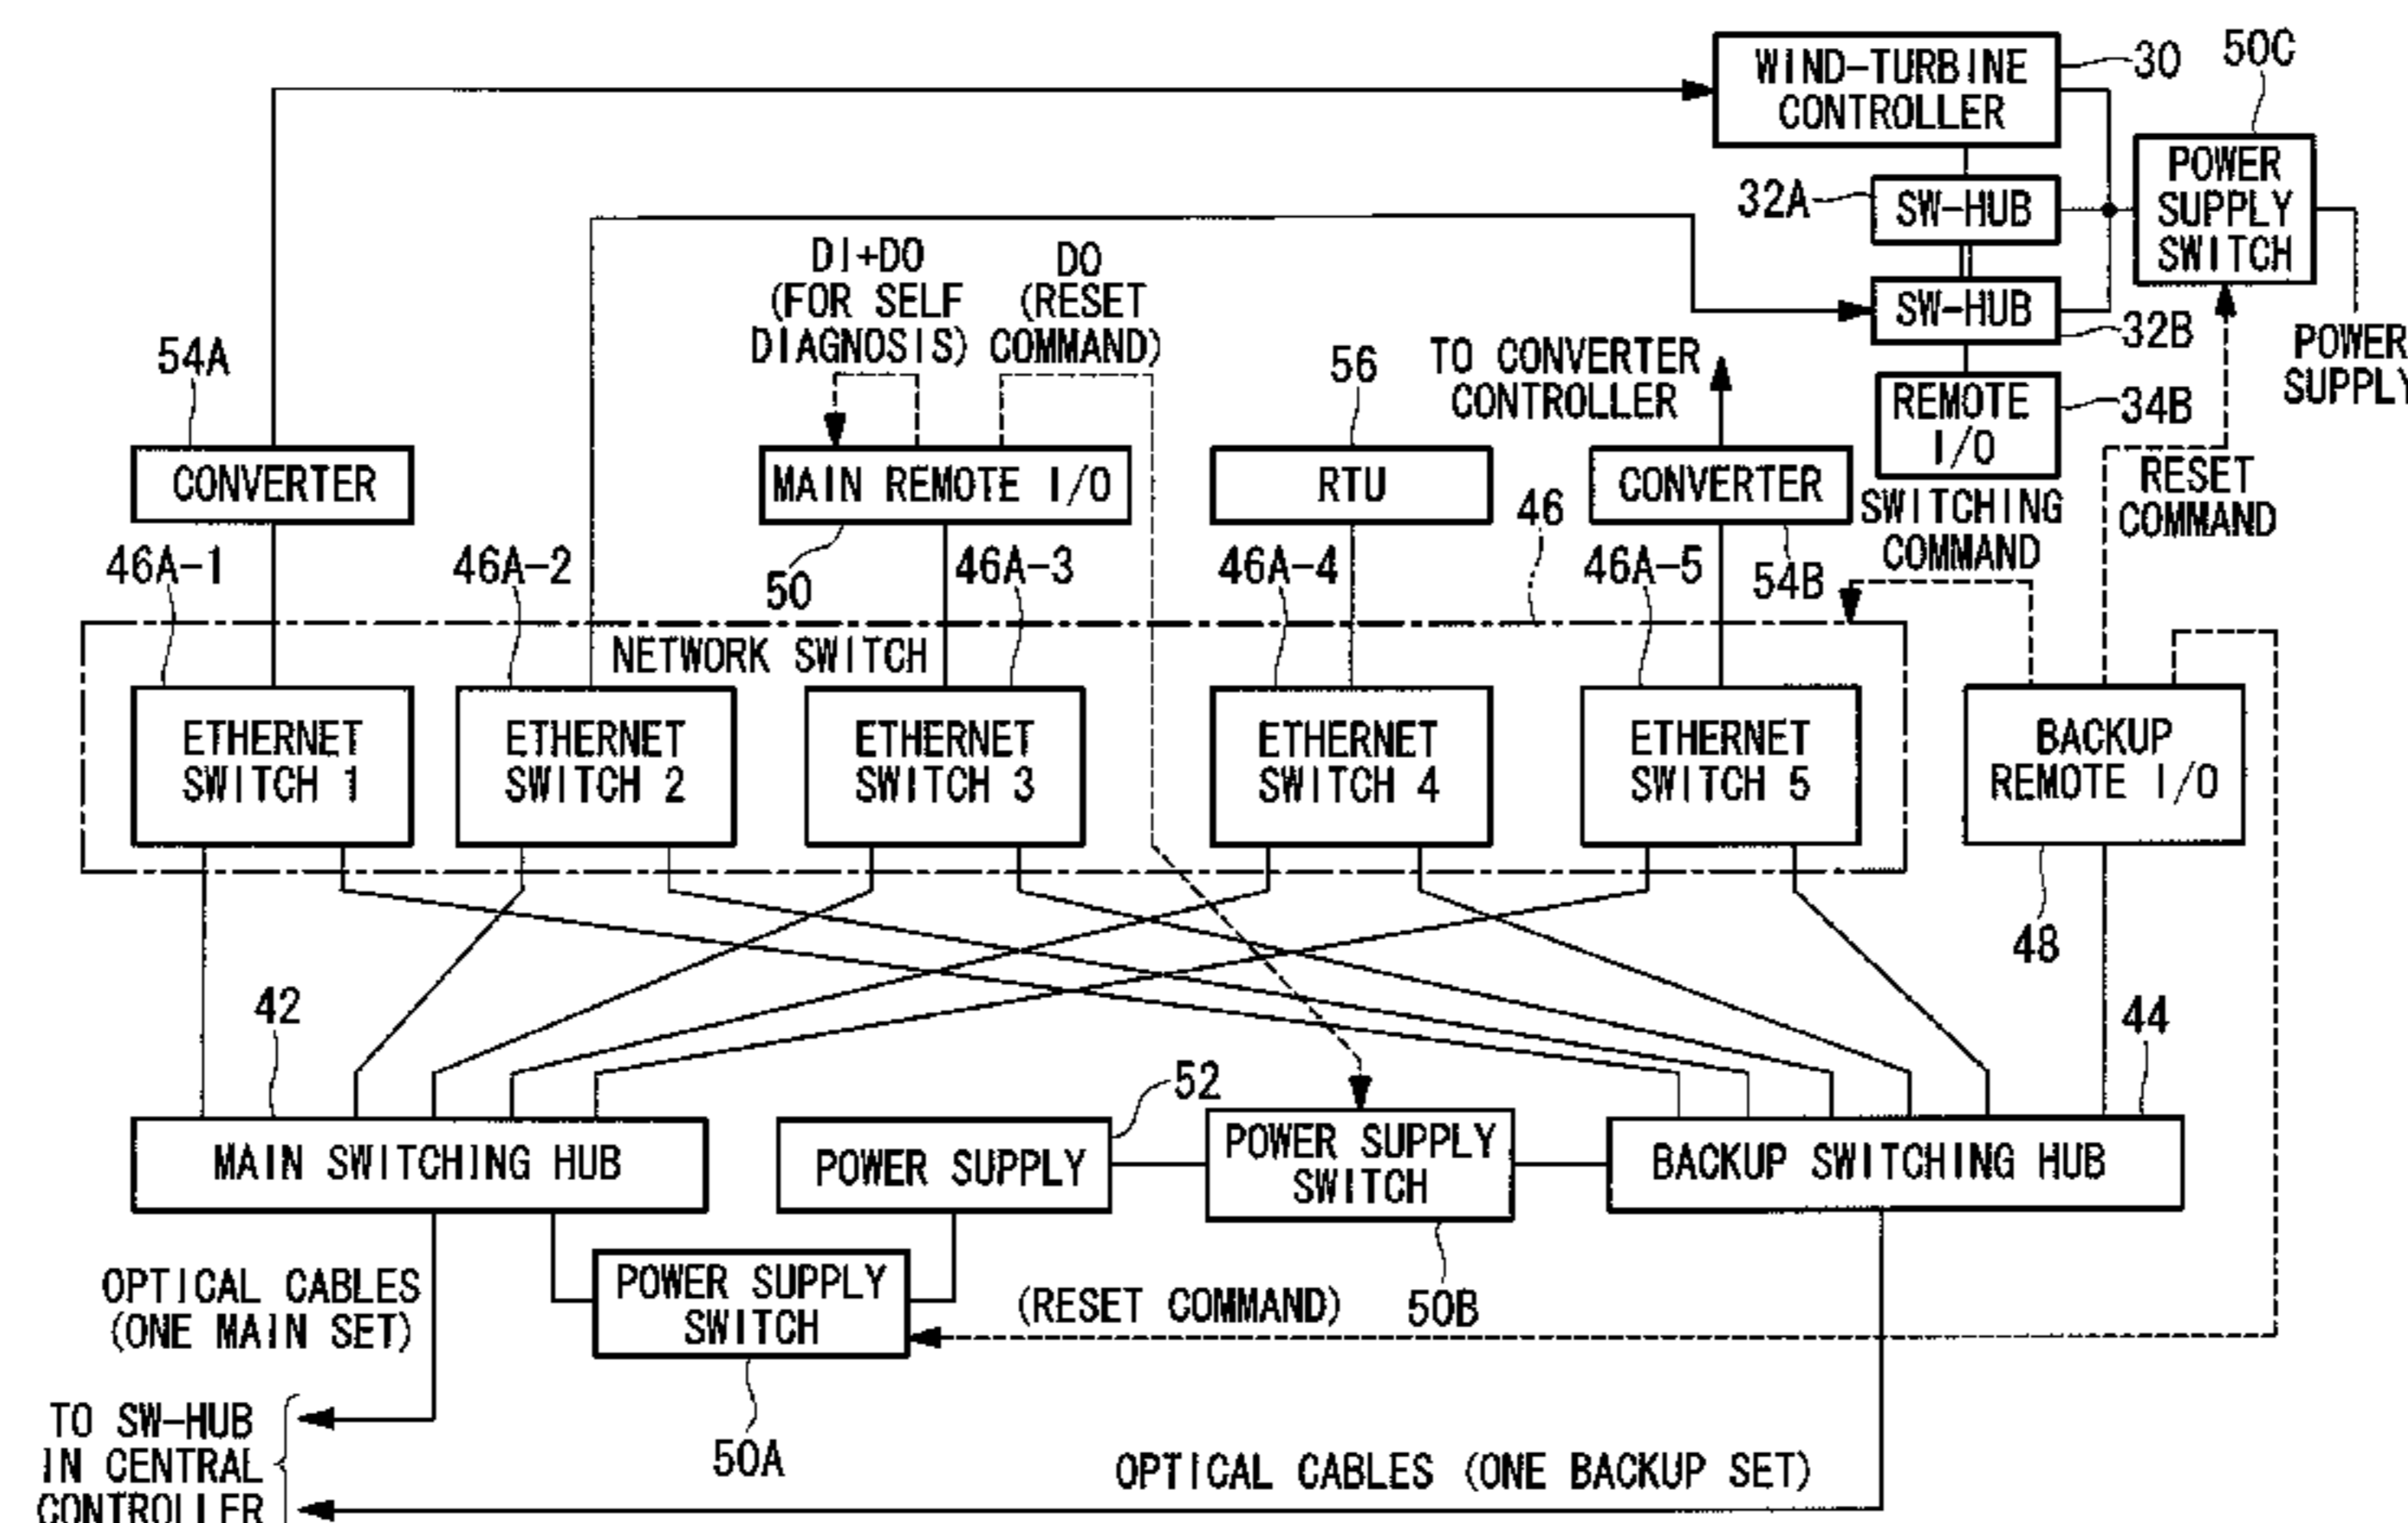 WIND-TURBINE
CONTROLLER
30
50C
POWER
SUPPLY
SWITCH
32A
SW-HUB
DI+DO
(FOR SELF
DIAGNOSIS)
DO
(RESET
COMMAND)
SW-HUB
32B
POWER
SUPPLY
54A
56
TO CONVERTER
CONTROLLER
REMOTE
I/O
34B
CONVERTER
MAIN REMOTE I/O
RTU
CONVERTER
46
SWITCHING
COMMAND
RESET
COMMAND
46A-1
46A-2
50
46A-3
46A-4
46A-5
54B
NETWORK SWITCH
ETHERNET
SWITCH 1
ETHERNET
SWITCH 2
ETHERNET
SWITCH 3
ETHERNET
SWITCH 4
ETHERNET
SWITCH 5
BACKUP
REMOTE I/O
48
42
44
52
MAIN SWITCHING HUB
POWER SUPPLY
POWER SUPPLY
SWITCH
BACKUP SWITCHING HUB
OPTICAL CABLES
(ONE MAIN SET)
POWER SUPPLY
SWITCH
(RESET COMMAND)
50B
50A
TO SW-HUB
IN CENTRAL
CONTROLLER
OPTICAL CABLES (ONE BACKUP SET)